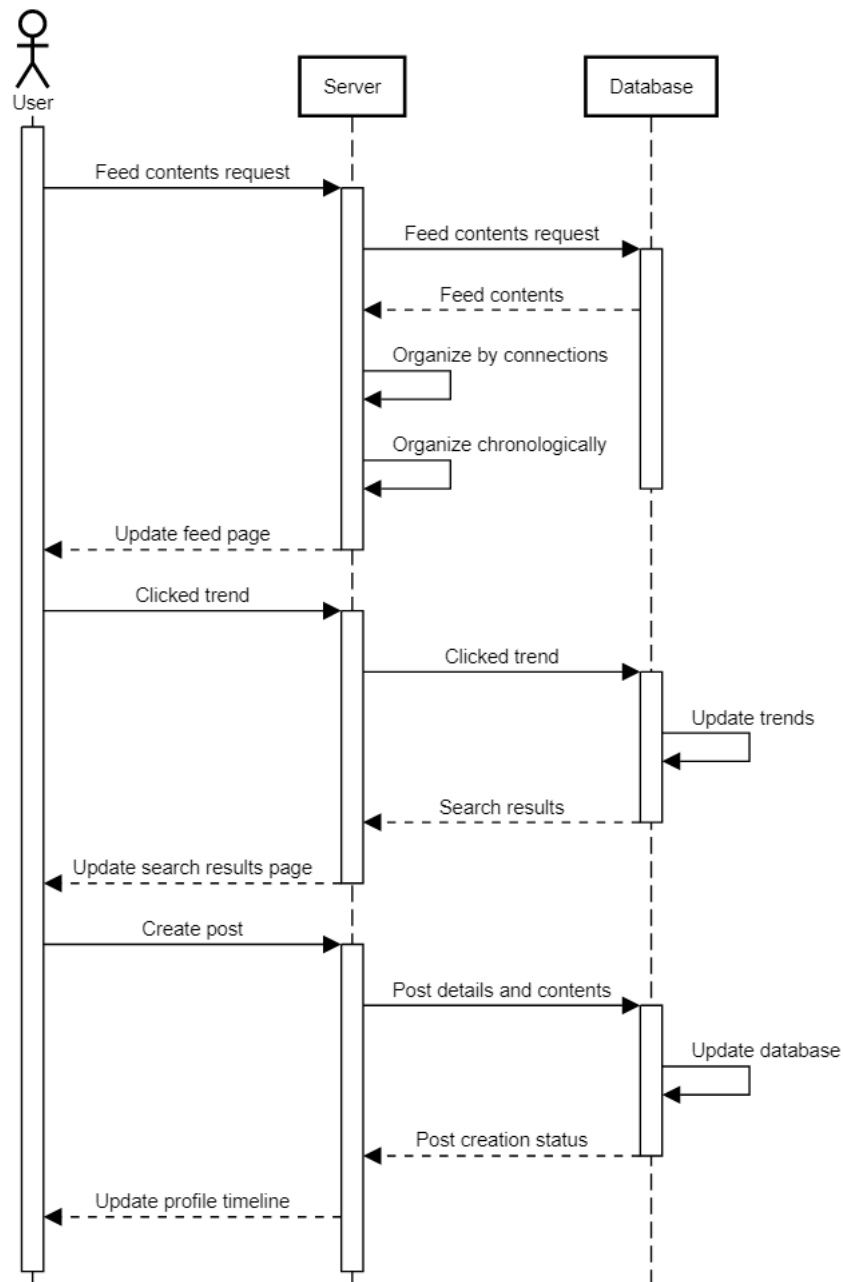 User
Server
Database
Feed contents request
Feed contents request
Feed contents
Organize by connections
Organize chronologically
Update feed page
Clicked trend
Clicked trend
Update trends
Search results
Update search results page
Create post
Post details and contents
Update database
Post creation status
Update profile timeline